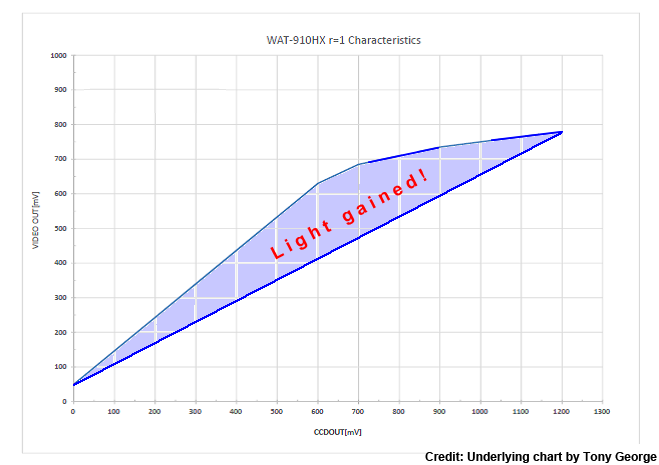 WAT-910HX r=1 Characteristics
1000
900
800
700
600
500
400
300
200
100
0
VIDEO OUT[mV]
Light gained!
0 100 200 300 400 500 600 700 800 900 1000 1100 1200 1300
CCDOUT[mV]
Credit: Underlying chart by Tony George